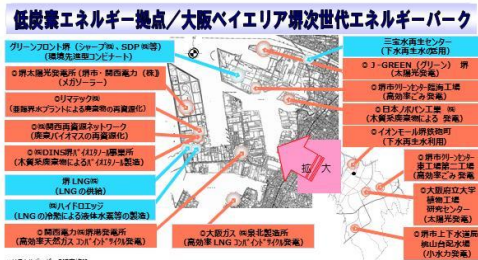 低炭素エネルギー拠点／大阪ベイエリア堺次世代エネルギーパーク
グリーンフロント堺（シャープ㈱、SDP㈱等）
（環境先進型コンビナート）
◎堺太陽光発電所（堺市・関西電力（株））
メガソーラー
◎リマテック㈱
（亜臨界水プラントによる廃棄物の再資源化）
◎㈱関西再資源ネットワーク
（廃棄バイオマスの再資源化）
◎㈱DINS堺バイオエタノール事業所
（木質系廃棄物によるバイオエタノール製造）
堺LNG㈱
（LNGの供給）
㈱ハイドロエッジ
（LNGの冷熱による液体水素等の製造）
◎関西電力㈱堺港発電所
（高効率天然ガスコンバインドサイクル発電）
◎大阪ガス㈱泉北製造所
（高効率LNGコンバインドサイクル発電）
拡大
三宝水再生センター
（下水再生水の活用）
◎J-GREEN（グリーン）堺
（太陽光発電）
◎堺市クリーンセンター臨海工場
（高効率ごみ発電）
◎日本ノボパン工業㈱
（木質系廃棄物による発電）
◎イオンモール堺鉄砲町
（下水再生水利用）
◎堺市クリーンセンター
東工場第二工場
（高効率ごみ発電）
◎大阪府立大学
植物工場
研究センター
（太陽光発電）
◎堺市上下水道局
桃山台配水場
（小水力発電）